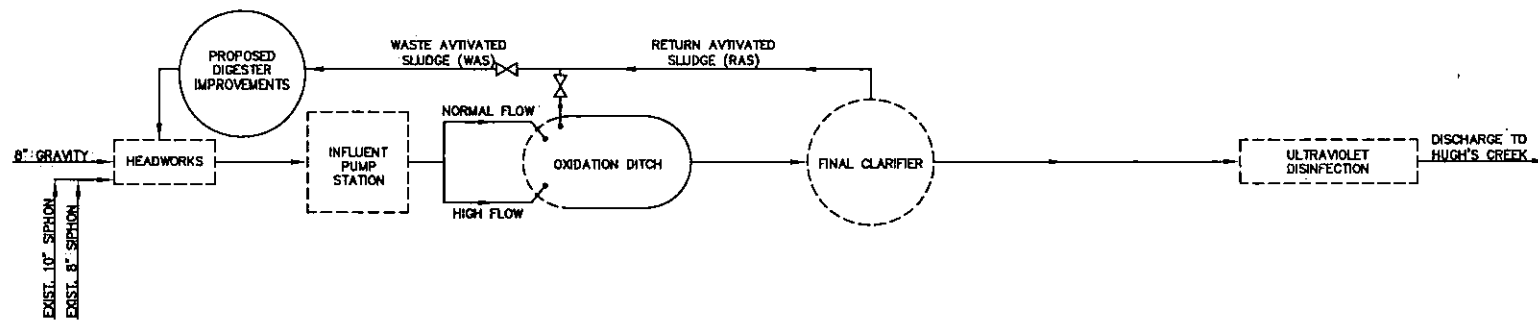 PROPOSED
DIGESTER
IMPROVEMENTS
WASTE AVTIVATED
SLUDGE (WAS)
RETURN AVTIVATED
SLUDGE (RAS)
NORMAL FLOW
8" GRAVITY
HEADWORKS
INFLUENT
PUMP
STATION
OXIDATION DITCH
FINAL CLARIFIER
ULTRAVIOLET
DISINFECTION
DISCHARGE TO
HUGH'S CREEK
HIGH FLOW
EXIST. 10" SIPHON
EXIST. 8" SIPHON